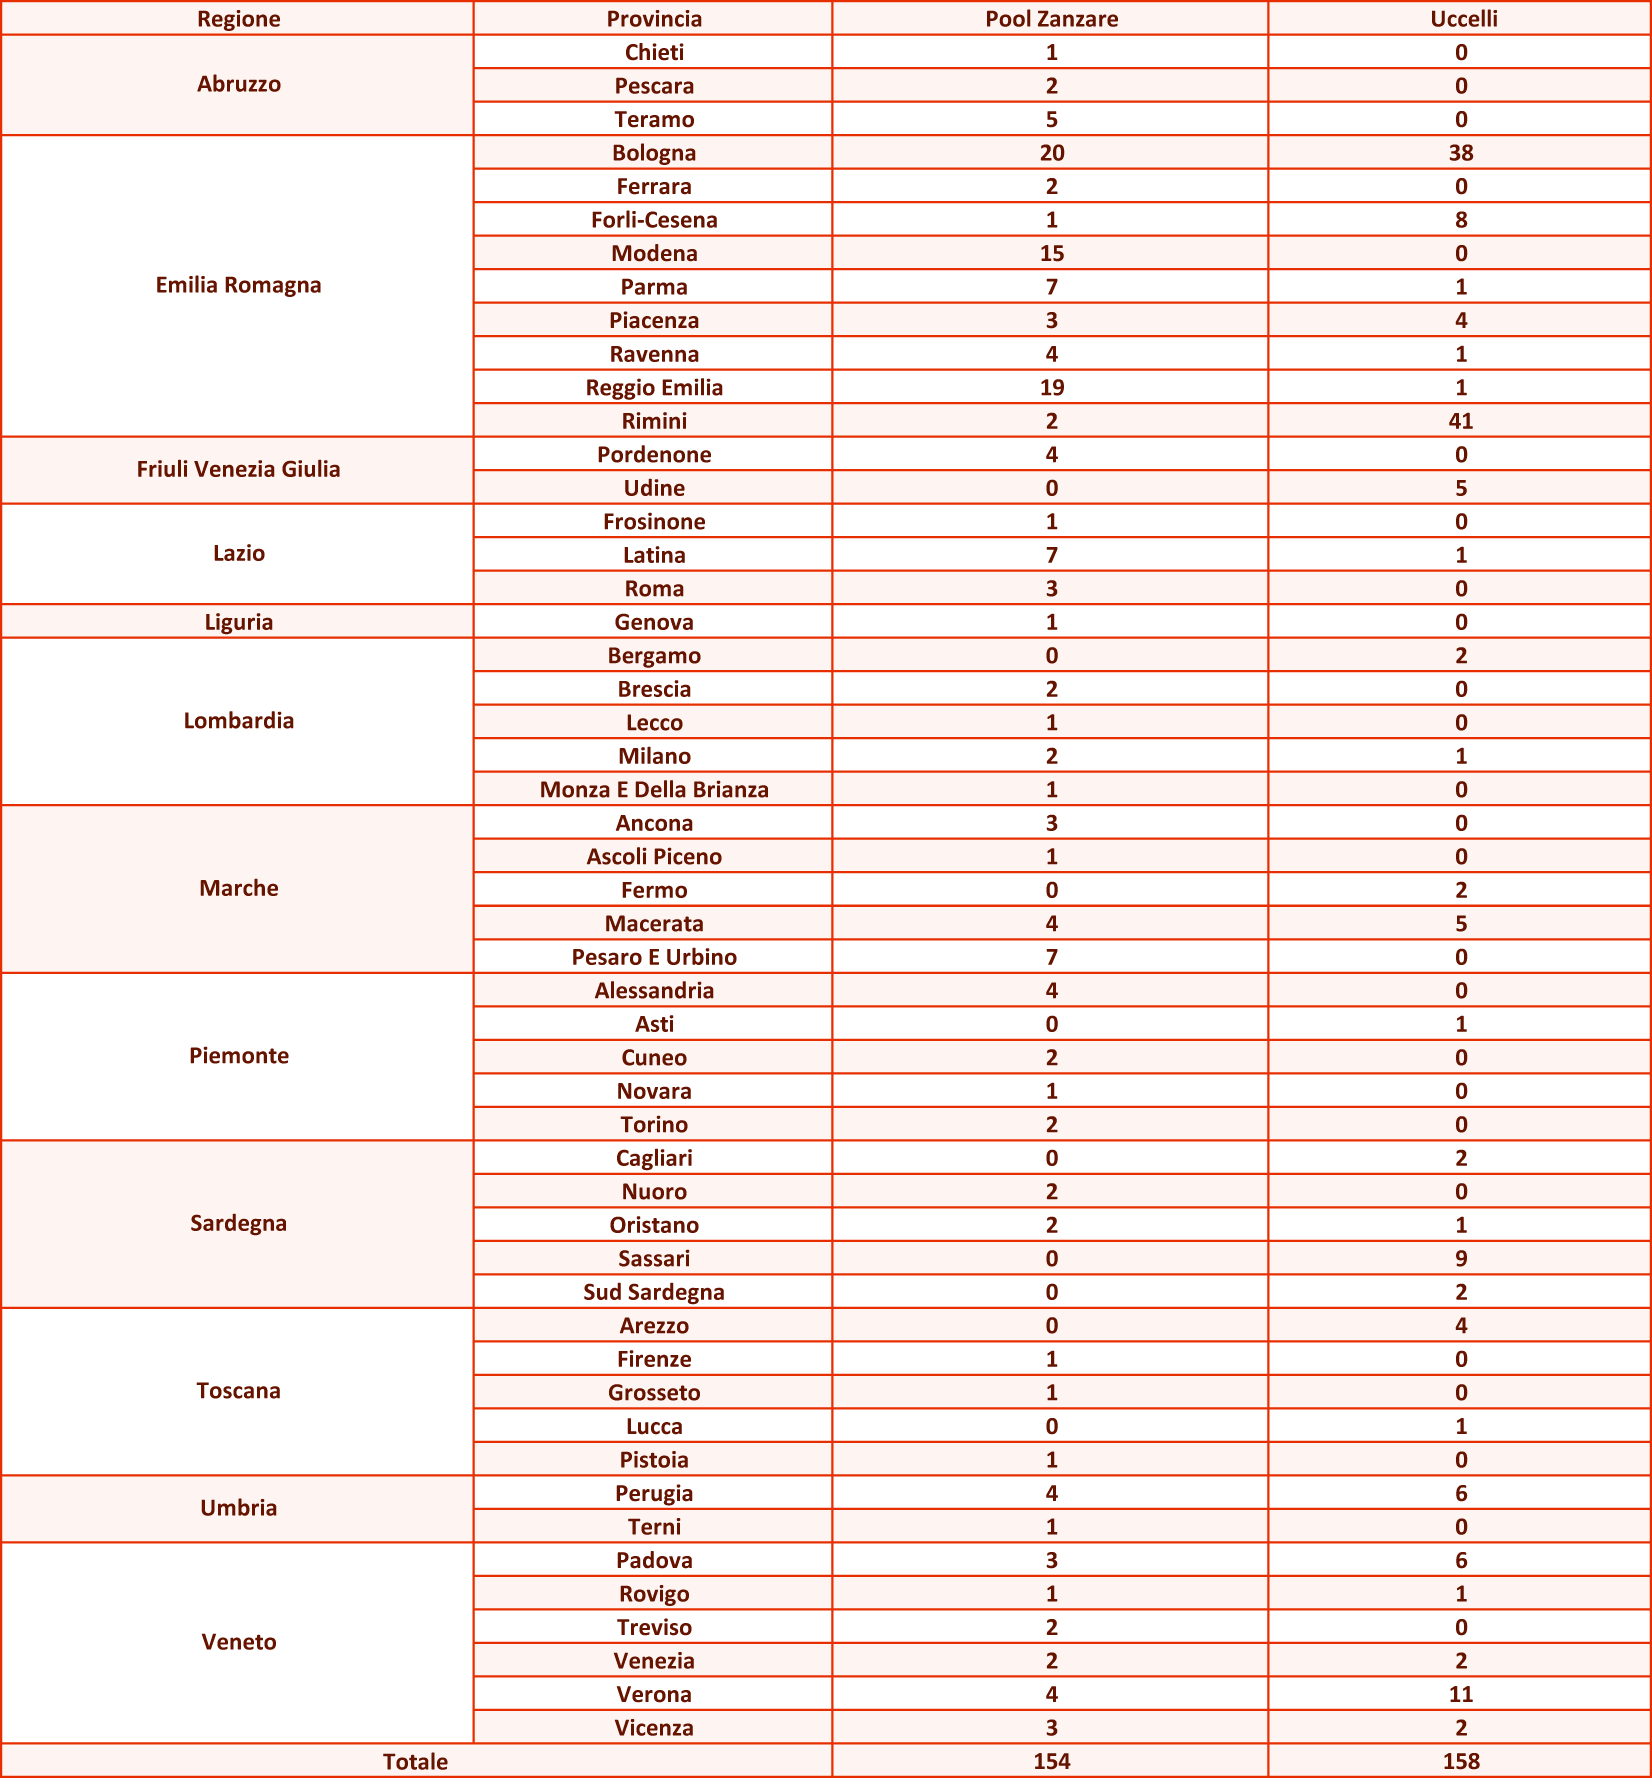 Regione Provincia Pool Zanzare Uccelli
Abruzzo
Chieti 1 0
Pescara 2 0
Teramo 5 0
Emilia Romagna
Bologna 20 38
Ferrara 2 0
Forli-Cesena 1 8
Modena 15 0
Parma 7 1
Piacenza 3 4
Ravenna 4 1
Reggio Emilia 19 1
Rimini 2 41
Friuli Venezia Giulia
Pordenone 4 0
Udine 0 5
Lazio
Frosinone 1 0
Latina 7 1
Roma 3 0
Liguria
Genova 1 0
Lombardia
Bergamo 0 2
Brescia 2 0
Lecco 1 0
Milano 2 1
Monza E Della Brianza 1 0
Marche
Ancona 3 0
Ascoli Piceno 1 0
Fermo 0 2
Macerata 4 5
Pesaro E Urbino 7 0
Piemonte
Alessandria 4 0
Asti 0 1
Cuneo 2 0
Novara 1 0
Torino 2 0
Sardegna
Cagliari 0 2
Nuoro 2 0
Oristano 2 1
Sassari 0 9
Sud Sardegna 0 2
Toscana
Arezzo 0 4
Firenze 1 0
Grosseto 1 0
Lucca 0 1
Pistoia 1 0
Umbria
Perugia 4 6
Terni 1 0
Veneto
Padova 3 6
Rovigo 1 1
Treviso 2 0
Venezia 2 2
Verona 4 11
Vicenza 3 2
Totale 154 158